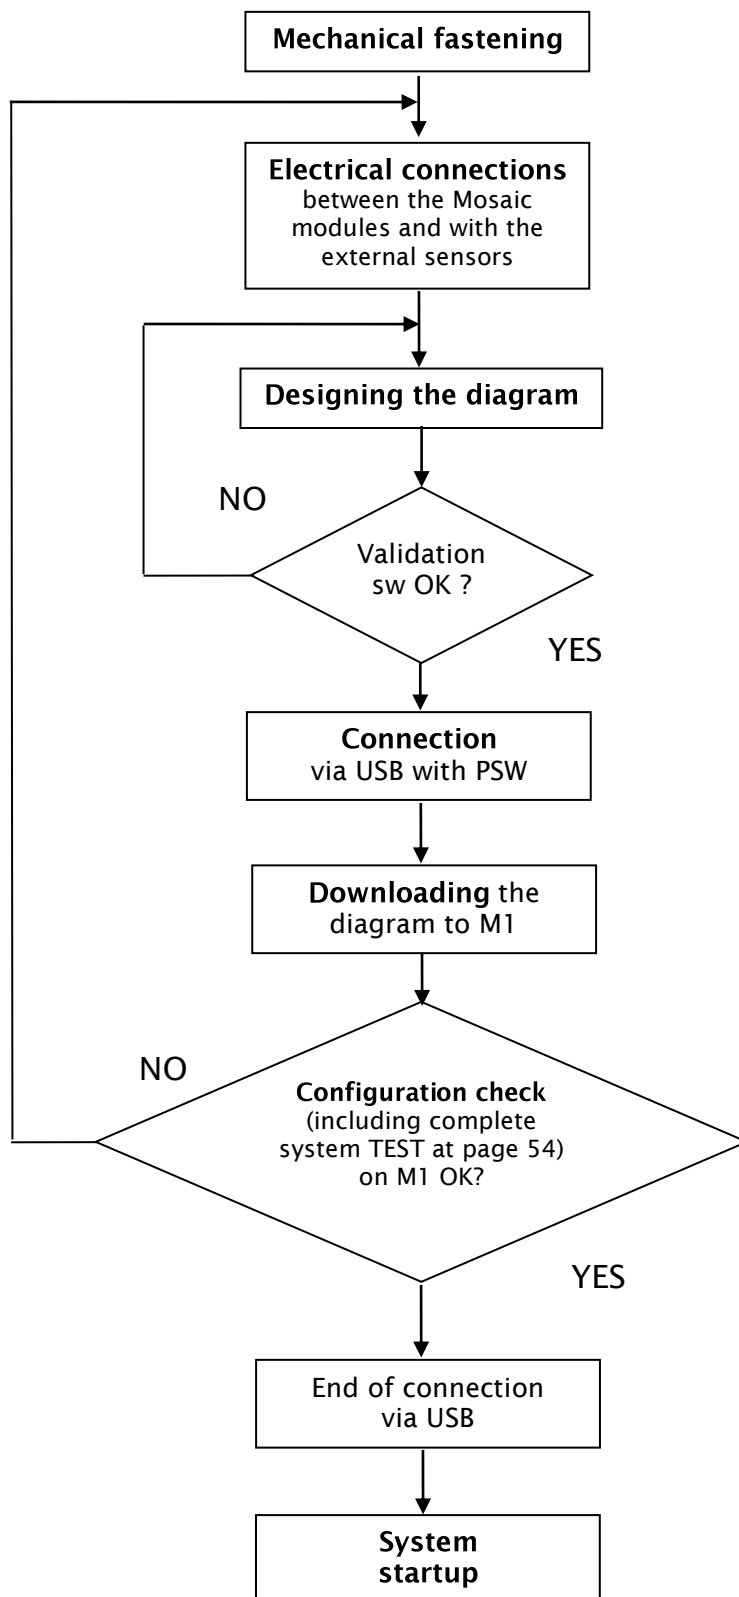 Mechanical fastening
Electrical connections
between the Mosaic
modules and with the
external sensors
Designing the diagram
NO
Validation
sw OK ?
YES
Connection
via USB with PSW
Downloading the
diagram to M1
NO
Configuration check
(including complete
system TEST at page 54)
on M1 OK?
YES
End of connection
via USB
System
startup